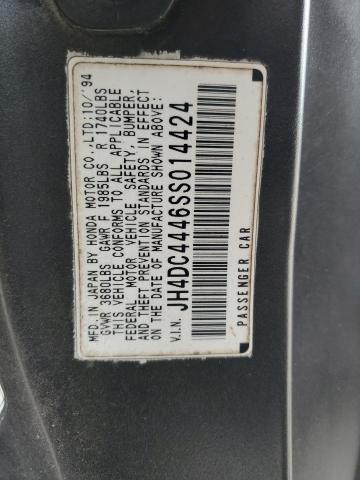 MFD. IN JAPAN BY HONDA MOTOR CO.,LTD:10/'94
GVWR 3680LBS GAWR F 1985LBS R 1740LBS
THIS VEHICLE CONFORMS TO ALL APPLICABLE
FEDERAL MOTOR VEHICLE SAFETY, BUMPER,
AND THEFT PREVENTION STANDARDS IN EFFECT
ON THE DATE OF MANUFACTURE SHOWN ABOVE.
V.I.N. JH4DC4446SS014424
PASSENGER CAR